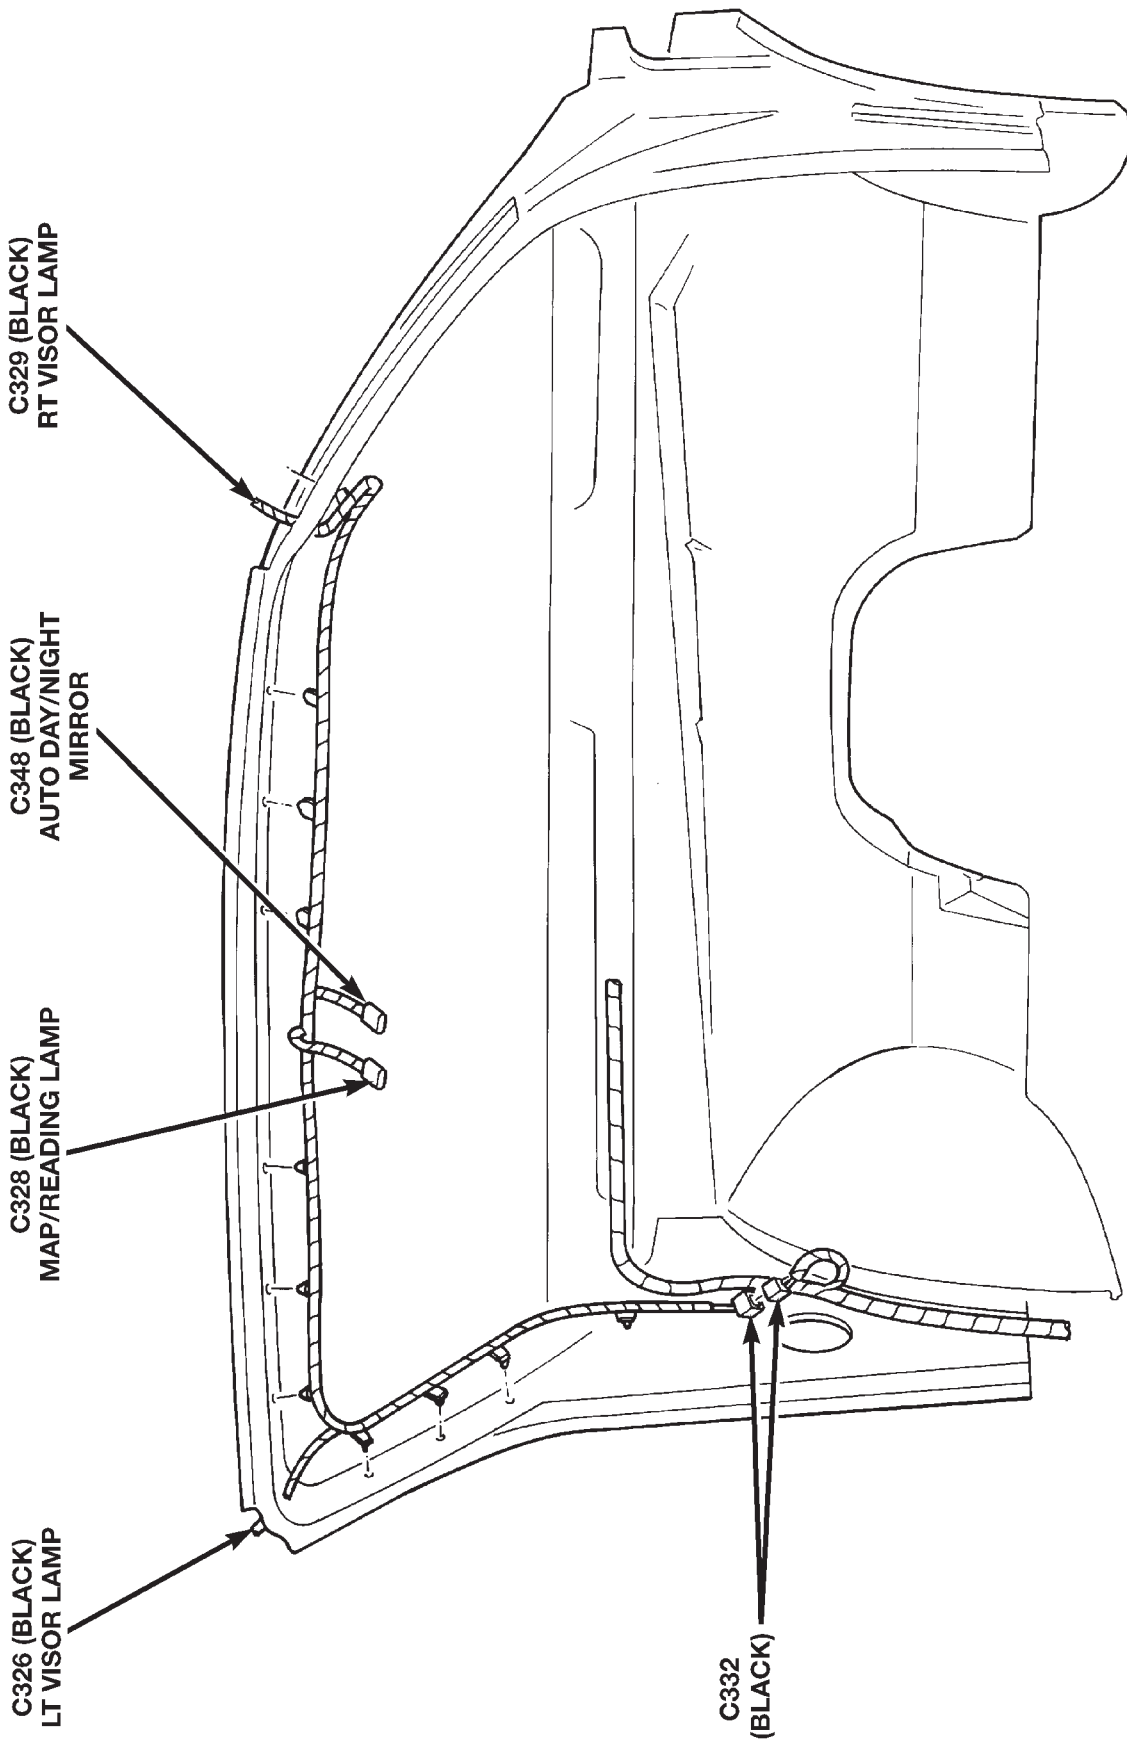 C326 (BLACK)
LT VISOR LAMP
C328 (BLACK)
MAP/READING LAMP
C348 (BLACK)
AUTO DAY/NIGHT
MIRROR
C329 (BLACK)
RT VISOR LAMP
C332
(BLACK)